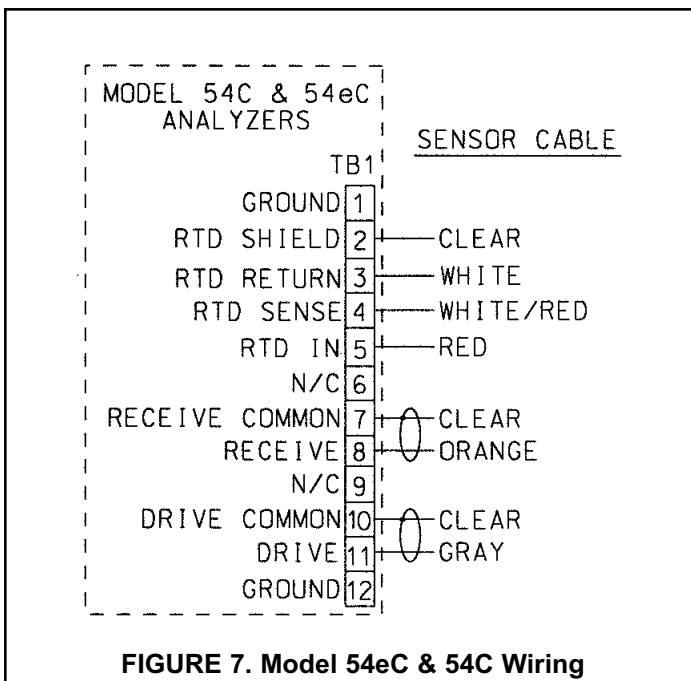 MODEL 54C & 54eC
ANALYZERS
SENSOR CABLE
TB1
GROUND 1
RTD SHIELD 2 CLEAR
RTD RETURN 3 WHITE
RTD SENSE 4 WHITE/RED
RTD IN 5 RED
N/C 6
RECEIVE COMMON 7 CLEAR
RECEIVE 8 ORANGE
N/C 9
DRIVE COMMON 10 CLEAR
DRIVE 11 GRAY
GROUND 12
FIGURE 7. Model 54eC & 54C Wiring